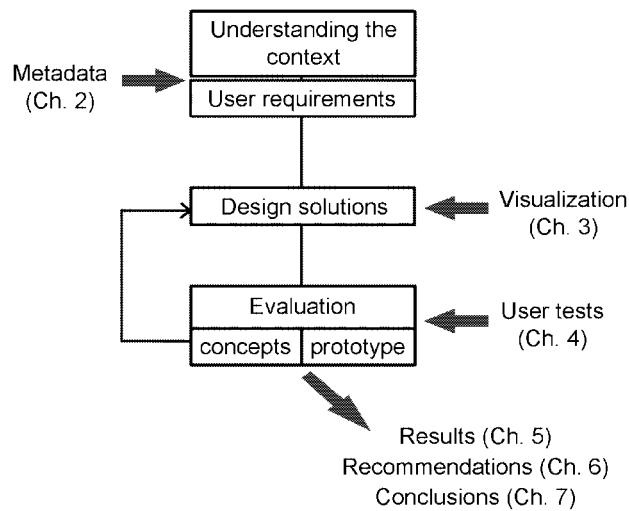 Understanding the
context
Metadata
(Ch. 2)
User requirements
Design solutions
Visualization
(Ch. 3)
Evaluation
concepts
prototype
User tests
(Ch. 4)
Results (Ch. 5)
Recommendations (Ch. 6)
Conclusions (Ch. 7)